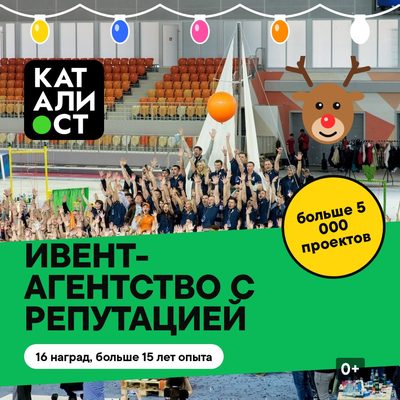 КАТ
АЛИ
ОСТ
больше 5
000
проектов
ИВЕНТ-
АГЕНТСТВО С
РЕПУТАЦИЕЙ
16 наград, больше 15 лет опыта
0+